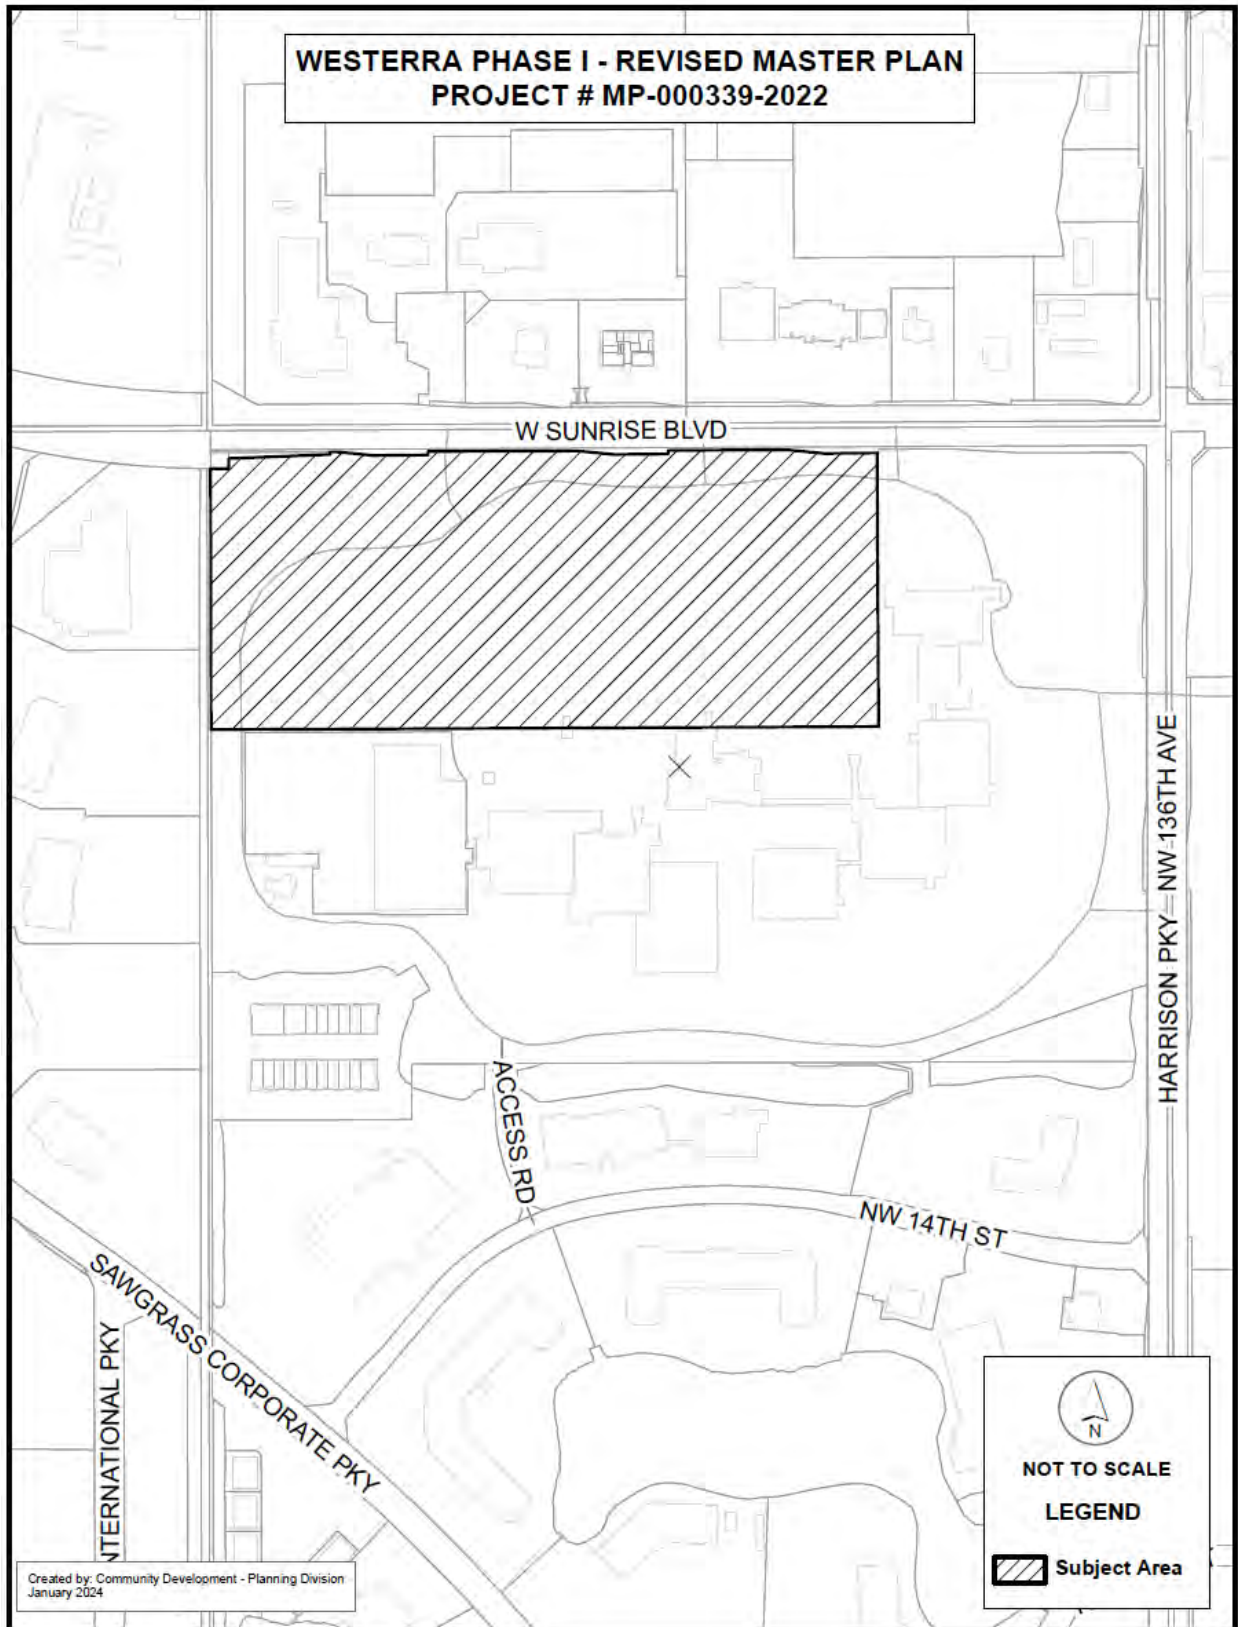 WESTERRA PHASE I - REVISED MASTER PLAN
PROJECT # MP-000339-2022
W SUNRISE BLVD
HARRISON PKY
NW 136TH AVE
ACCESS RD
NW 14TH ST
SAWGRASS CORPORATE PKY
NTERNATIONAL PKY
N
NOT TO SCALE
LEGEND
Subject Area
Created by: Community Development - Planning Division
January 2024